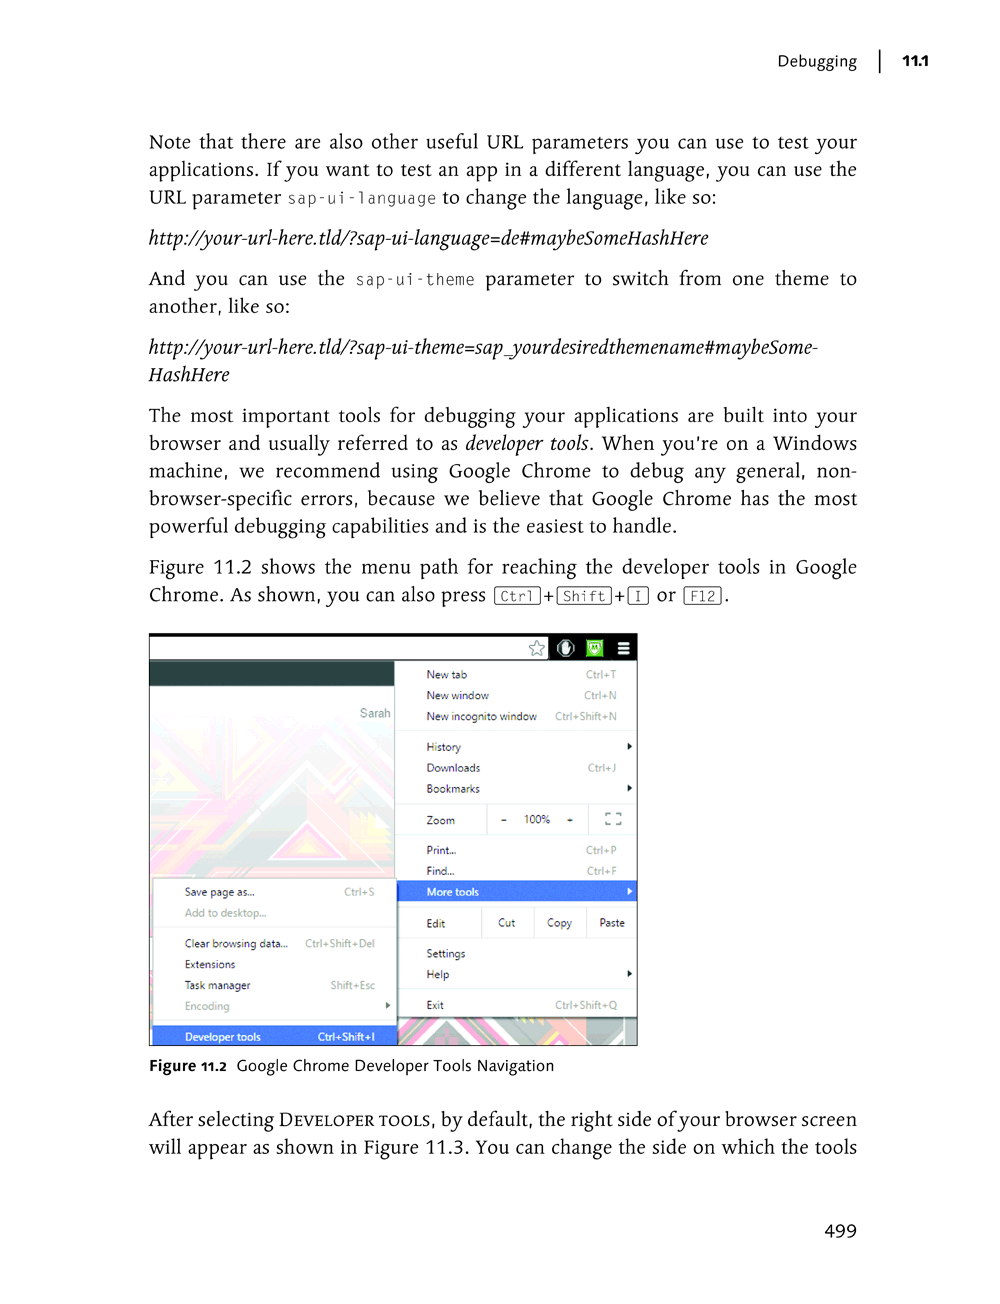 Debugging | 11.1
Note that there are also other useful URL parameters you can use to test your
applications. If you want to test an app in a different language, you can use the
URL parameter sap-ui-language to change the language, like so:
http://your-url-here.tld/?sap-ui-language=de#maybeSomeHashHere
And you can use the sap-ui-theme parameter to switch from one theme to
another, like so:
http://your-url-here.tld/?sap-ui-theme=sap_yourdesiredthemename#maybeSome-
HashHere
The most important tools for debugging your applications are built into your
browser and usually referred to as developer tools. When you're on a Windows
machine, we recommend using Google Chrome to debug any general, non-
browser-specific errors, because we believe that Google Chrome has the most
powerful debugging capabilities and is the easiest to handle.
Figure 11.2 shows the menu path for reaching the developer tools in Google
Chrome. As shown, you can also press Ctrl+Shift+I or F12.
New tab Ctrl+T
New window Ctrl+N
Sarah
New incognito window Ctrl+Shift+N
History
Downloads Ctrl+J
Bookmarks
Zoom - 100% +
Print... Ctrl+P
Find... Ctrl+F
More tools
Save page as... Ctrl+S
Add to desktop...
Edit Cut Copy Paste
Clear browsing data... Ctrl+Shift+Del
Settings
Extensions
Help
Task manager Shift+Esc
Encoding
Exit Ctrl+Shift+Q
Developer tools Ctrl+Shift+I
Figure 11.2 Google Chrome Developer Tools Navigation
After selecting DEVELOPER TOOLS, by default, the right side of your browser screen
will appear as shown in Figure 11.3. You can change the side on which the tools
499